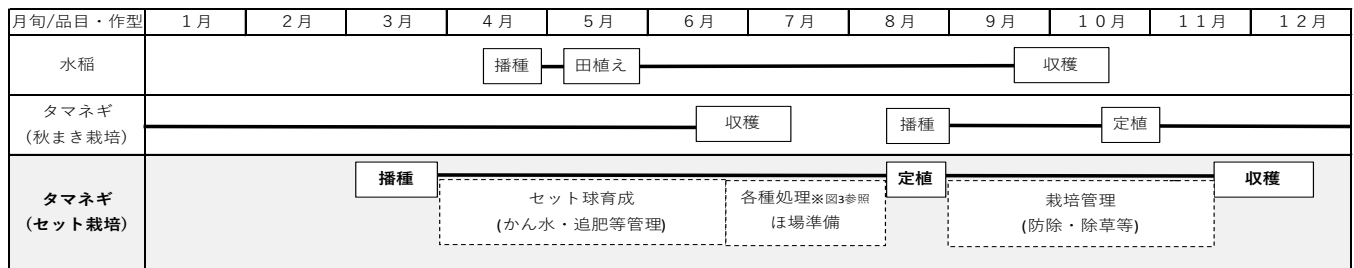 月旬/品目・作型 1月 2月 3月 4月 5月 6月 7月 8月 9月 10月 11月 12月
水稲 播種 田植え 収穫
タマネギ
(秋まき栽培)
収穫 播種 定植
タマネギ
(セット栽培)
播種 定植 収穫
セット球育成
(かん水・追肥等管理)
各種処理※図3参照
ほ場準備
栽培管理
(防除・除草等)